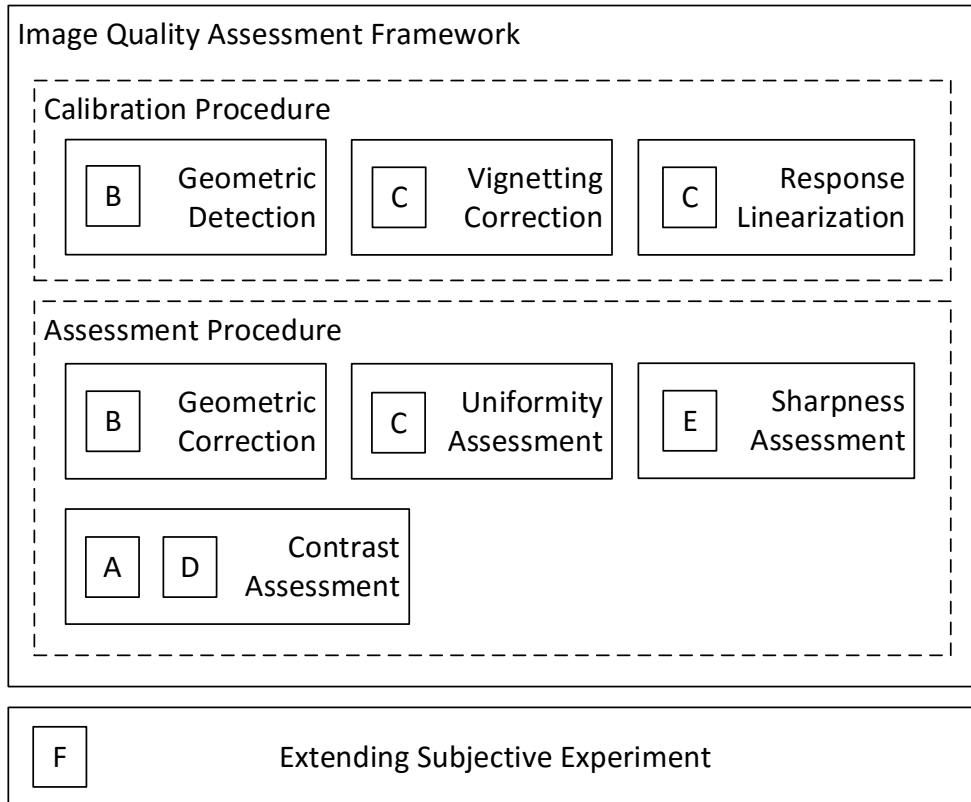 Image Quality Assessment Framework
Calibration Procedure
B
Geometric
Detection
C
Vignetting
Correction
C
Response
Linearization
Assessment Procedure
B
Geometric
Correction
C
Uniformity
Assessment
E
Sharpness
Assessment
A
D
Contrast
Assessment
F
Extending Subjective Experiment